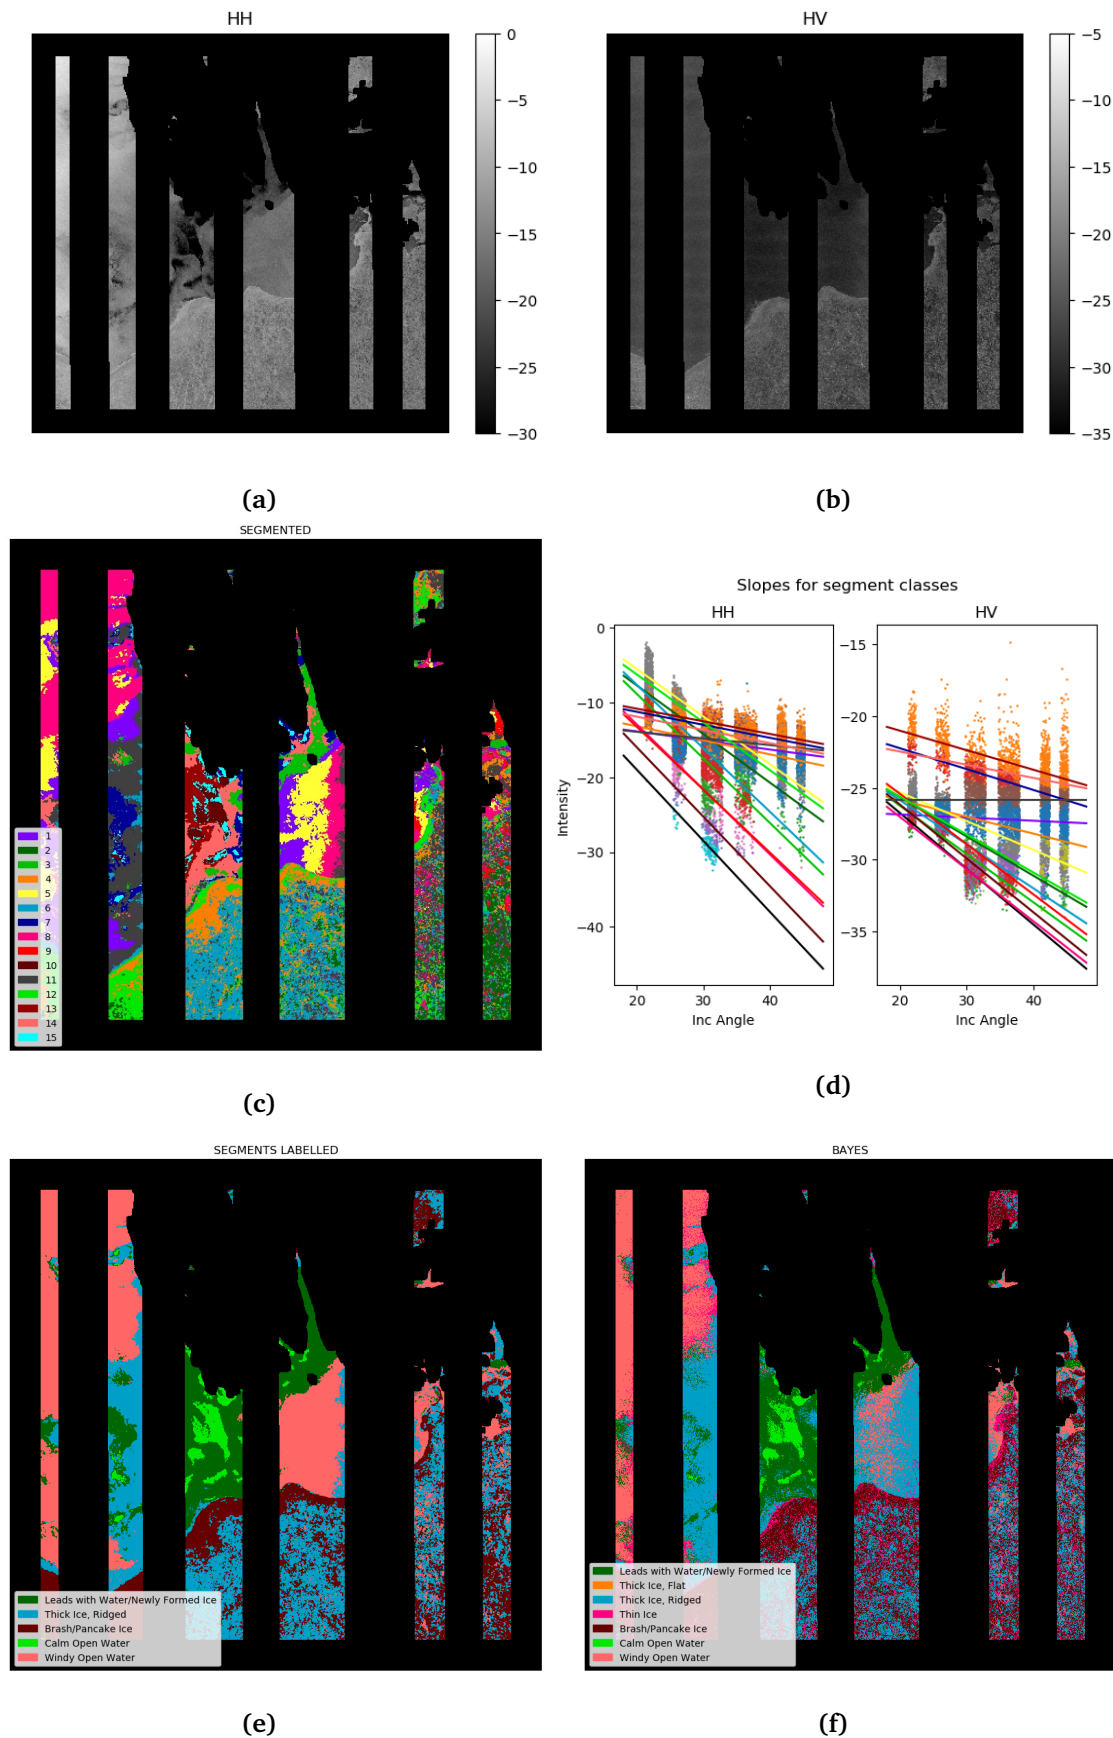 HH
0
−5
−10
−15
−20
−25
−30
(a)
HV
−5
−10
−15
−20
−25
−30
−35
(b)
SEGMENTED
1
2
3
4
5
6
7
8
9
10
11
12
13
14
15
(c)
Slopes for segment classes
HH
0
−10
−20
−30
−40
Intensity
20 30 40
Inc Angle
HV
−15
−20
−25
−30
−35
20 30 40
Inc Angle
(d)
SEGMENTS LABELLED
Leads with Water/Newly Formed Ice
Thick Ice, Ridged
Brash/Pancake Ice
Calm Open Water
Windy Open Water
(e)
BAYES
Leads with Water/Newly Formed Ice
Thick Ice, Flat
Thick Ice, Ridged
Thin Ice
Brash/Pancake Ice
Calm Open Water
Windy Open Water
(f)